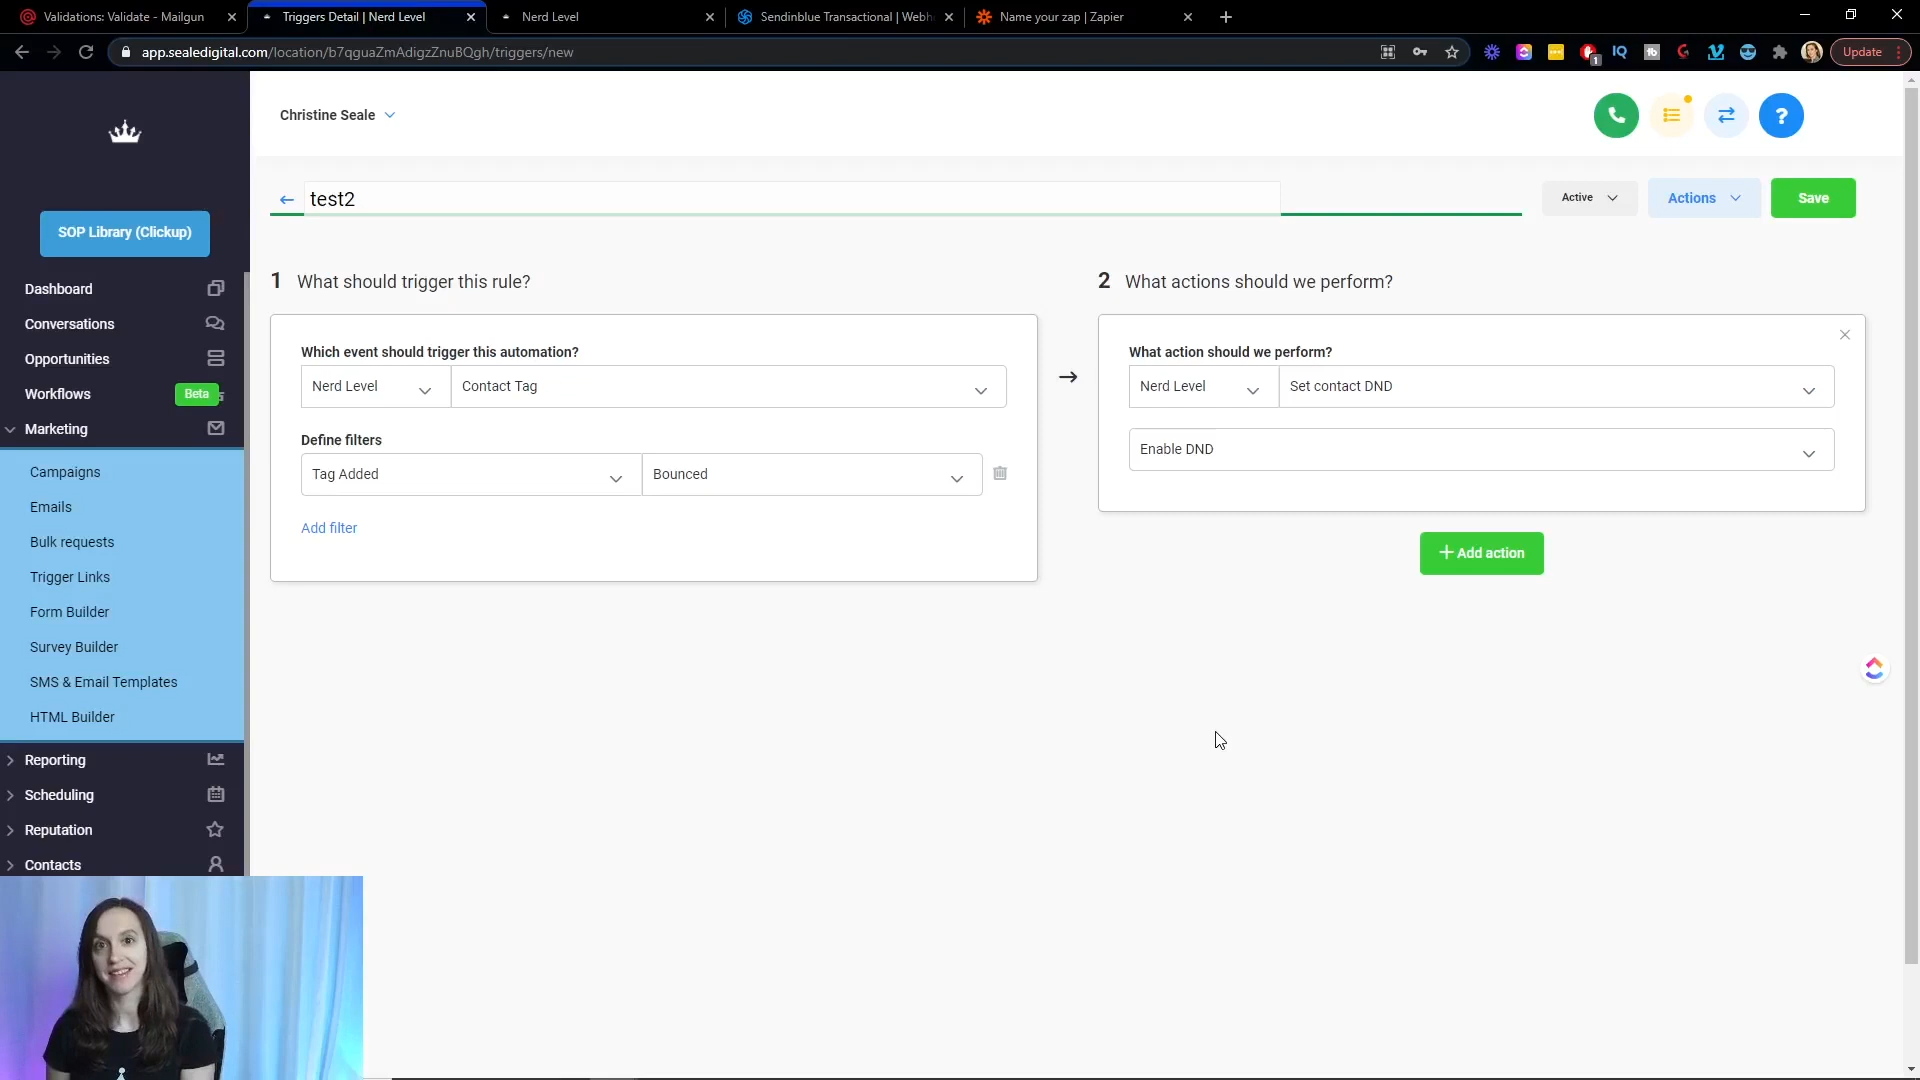 Validations: Validate - Mailgun
Triggers Detail | Nerd Level
Nerd Level
Sendinblue Transactional | Webh
Name your zap | Zapier
app.sealedigital.com/location/b7qguaZmAdigzZnuBQgh/triggers/new
1
IQ
Update
Christine Seale
?
SOP Library (Clickup)
test2
Active
Actions
Save
Dashboard
Conversations
Opportunities
Workflows
Beta
Marketing
Campaigns
Emails
Bulk requests
Trigger Links
Form Builder
Survey Builder
SMS & Email Templates
HTML Builder
Reporting
Scheduling
Reputation
Contacts
1 What should trigger this rule?
Which event should trigger this automation?
Nerd Level
Contact Tag
Define filters
Tag Added
Bounced
Add filter
2 What actions should we perform?
What action should we perform?
Nerd Level
Set contact DND
Enable DND
+ Add action